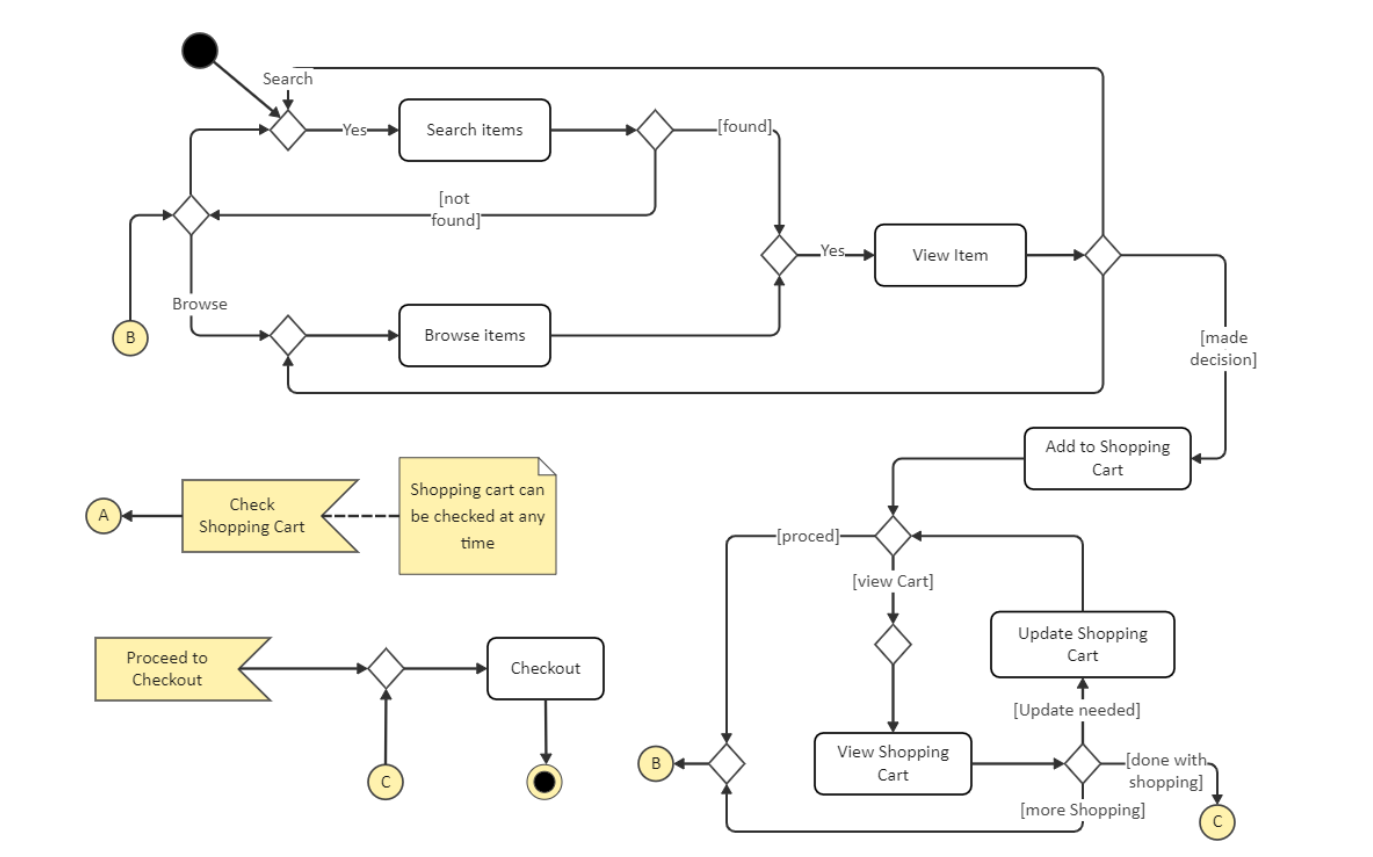 Search
Yes
Search items
[found]
[not
found]
Yes
View Item
Browse
B
Browse items
[made
decision]
Add to Shopping
Cart
A
Check
Shopping Cart
Shopping cart can
be checked at any
time
[proced]
[view Cart]
Update Shopping
Cart
Proceed to
Checkout
Checkout
[Update needed]
B
View Shopping
Cart
[done with
shopping]
C
[more Shopping]
C